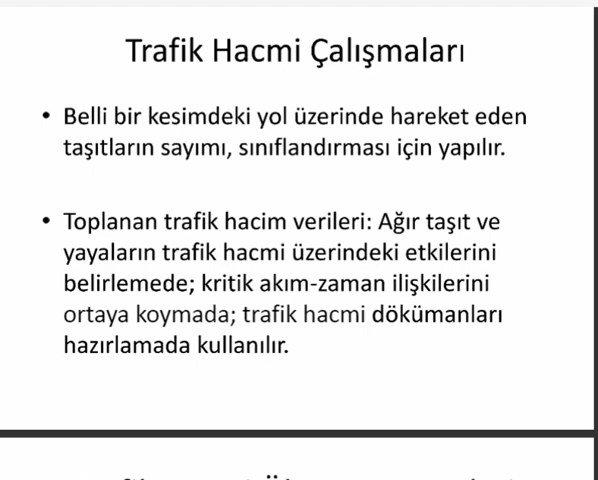 Trafik Hacmi Çalışmaları
• Belli bir kesimdeki yol üzerinde hareket eden
taşıtların sayımı, sınıflandırması için yapılır.
• Toplanan trafik hacim verileri: Ağır taşıt ve
yayaların trafik hacmi üzerindeki etkilerini
belirlemede; kritik akım-zaman ilişkilerini
ortaya koymada; trafik hacmi dökümanları
hazırlamada kullanılır.